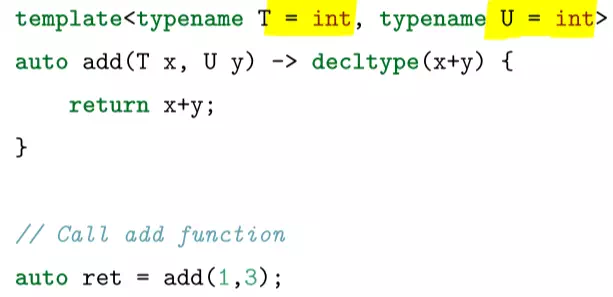 template<typename T = int, typename U = int>
auto add(T x, U y) -> decltype(x+y) {
    return x+y;
}
// Call add function
auto ret = add(1,3);